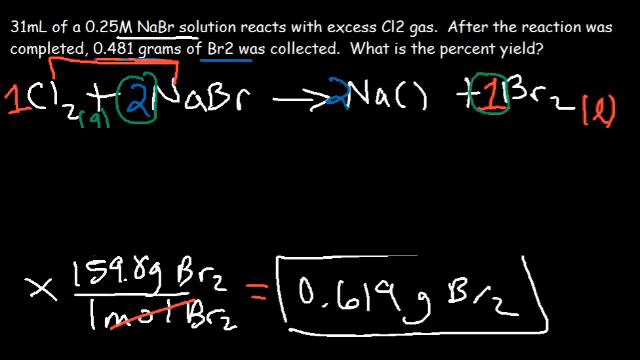 31mL of a 0.25M NaBr solution reacts with excess Cl2 gas. After the reaction was
completed, 0.481 grams of Br2 was collected. What is the percent yield?
1Cl2(g) + 2NaBr → 2NaCl + 1Br2(l)
× 159.8g Br2 / 1mol Br2 = 0.619 g Br2